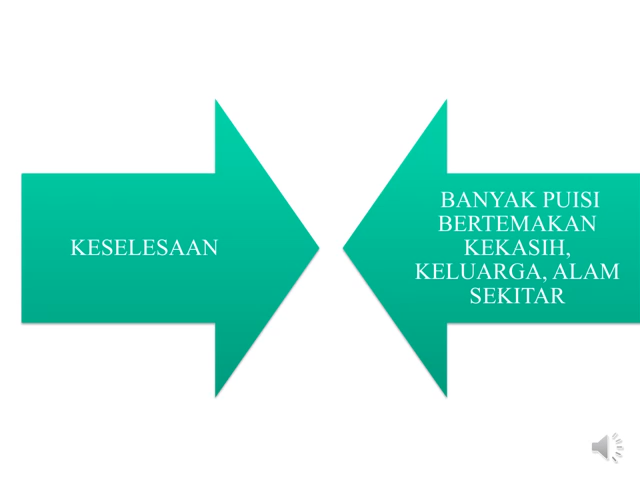 KESELESAAN
BANYAK PUISI
BERTEMAKAN
KEKASIH,
KELUARGA, ALAM
SEKITAR